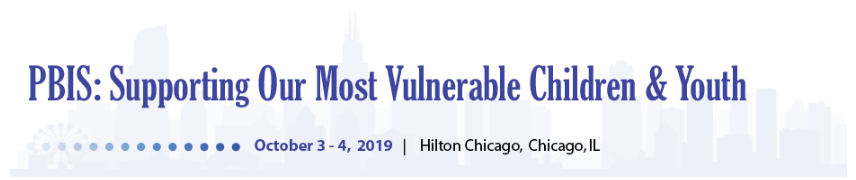 PBIS: Supporting Our Most Vulnerable Children & Youth
October 3 - 4, 2019 | Hilton Chicago, Chicago, IL